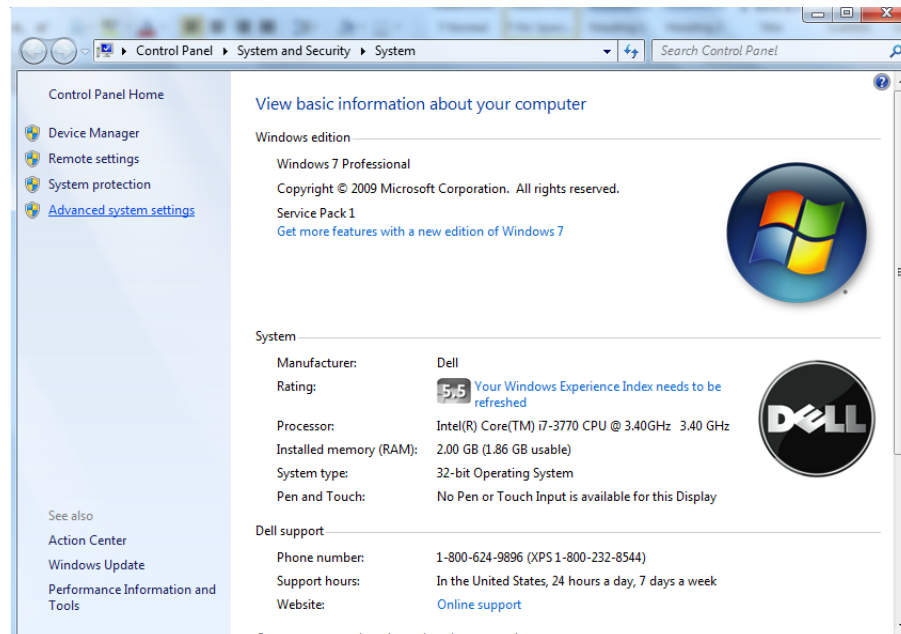 Control Panel ▸ System and Security ▸ System
Search Control Panel
Control Panel Home
Device Manager
Remote settings
System protection
Advanced system settings
See also
Action Center
Windows Update
Performance Information and
Tools
View basic information about your computer
Windows edition
Windows 7 Professional
Copyright © 2009 Microsoft Corporation. All rights reserved.
Service Pack 1
Get more features with a new edition of Windows 7
System
Manufacturer: Dell
Rating: 5.5 Your Windows Experience Index needs to be
refreshed
Processor: Intel(R) Core(TM) i7-3770 CPU @ 3.40GHz 3.40 GHz
Installed memory (RAM): 2.00 GB (1.86 GB usable)
System type: 32-bit Operating System
Pen and Touch: No Pen or Touch Input is available for this Display
DELL
Dell support
Phone number: 1-800-624-9896 (XPS 1-800-232-8544)
Support hours: In the United States, 24 hours a day, 7 days a week
Website: Online support